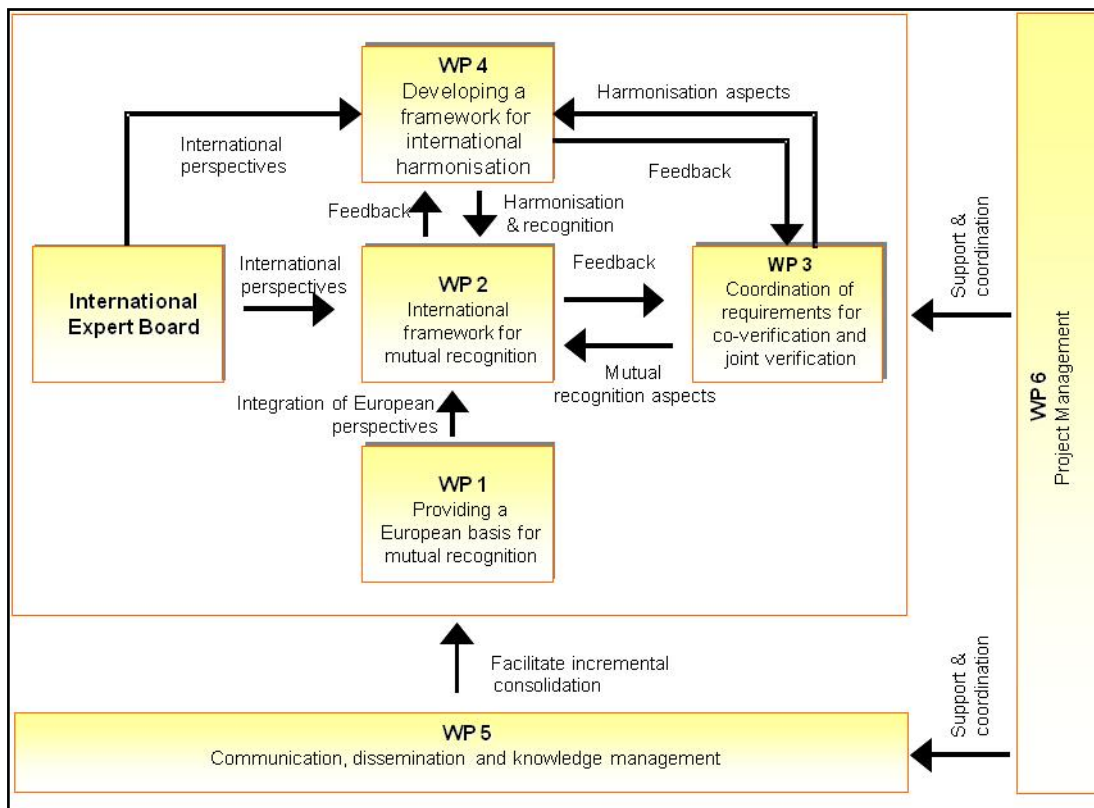 WP 4
Developing a
framework for
international
harmonisation
Harmonisation aspects
International
perspectives
Feedback
Feedback
Harmonisation
& recognition
International
Expert Board
International
perspectives
WP 2
International
framework for
mutual recognition
Feedback
Mutual
recognition aspects
WP 3
Coordination of
requirements for
co-verification and
joint verification
Support &
coordination
WP 6
Project Management
Integration of European
perspectives
WP 1
Providing a
European basis for
mutual recognition
Facilitate incremental
consolidation
Support &
coordination
WP 5
Communication, dissemination and knowledge management